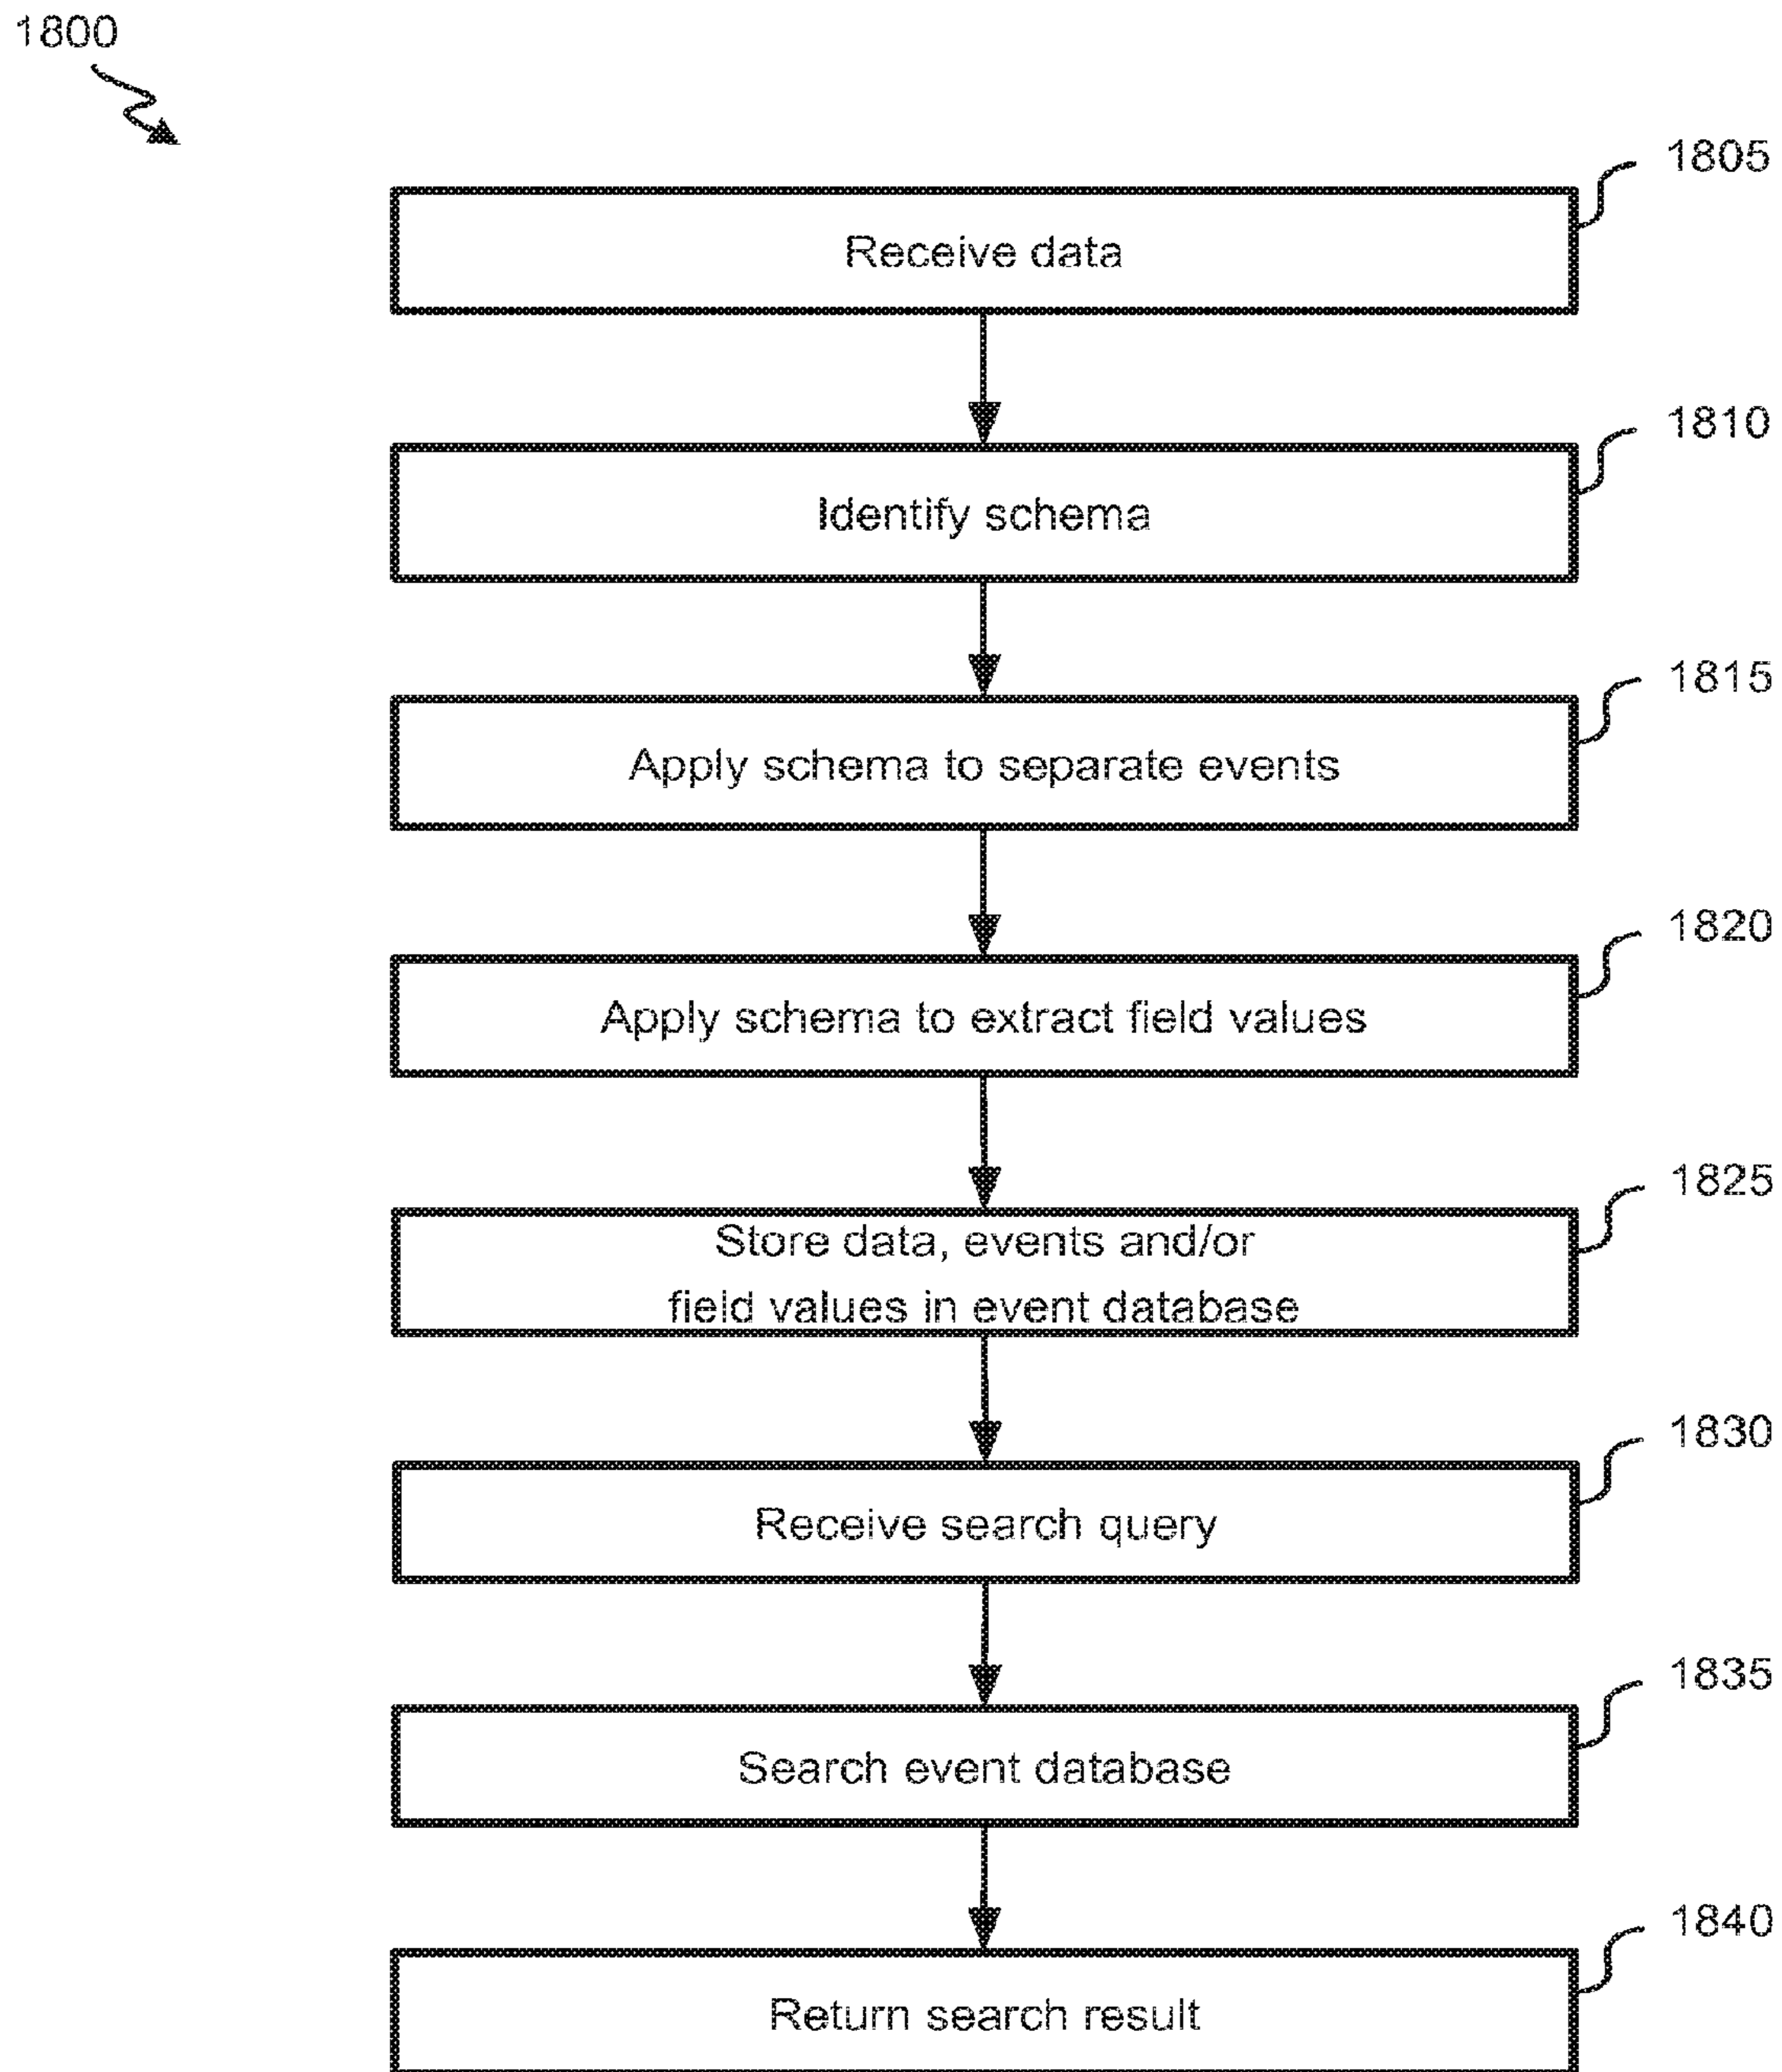 1800
1805
Receive data
1810
Identify schema
1815
Apply schema to separate events
1820
Apply schema to extract field values
1825
Store data, events and/or
field values in event database
1830
Receive search query
1835
Search event database
1840
Return search result